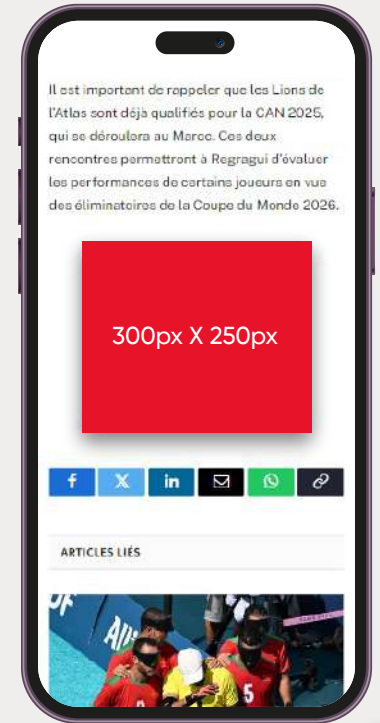 Il est important de rappeler que les Lions de
l'Atlas sont déjà qualifiés pour la CAN 2025,
qui se déroulera au Maroc. Ces deux
rencontres permettront à Regragui d'évaluer
les performances de certains joueurs en vue
des éliminatoires de la Coupe du Monde 2026.
300px X 250px
f X in
ARTICLES LIÉS
5